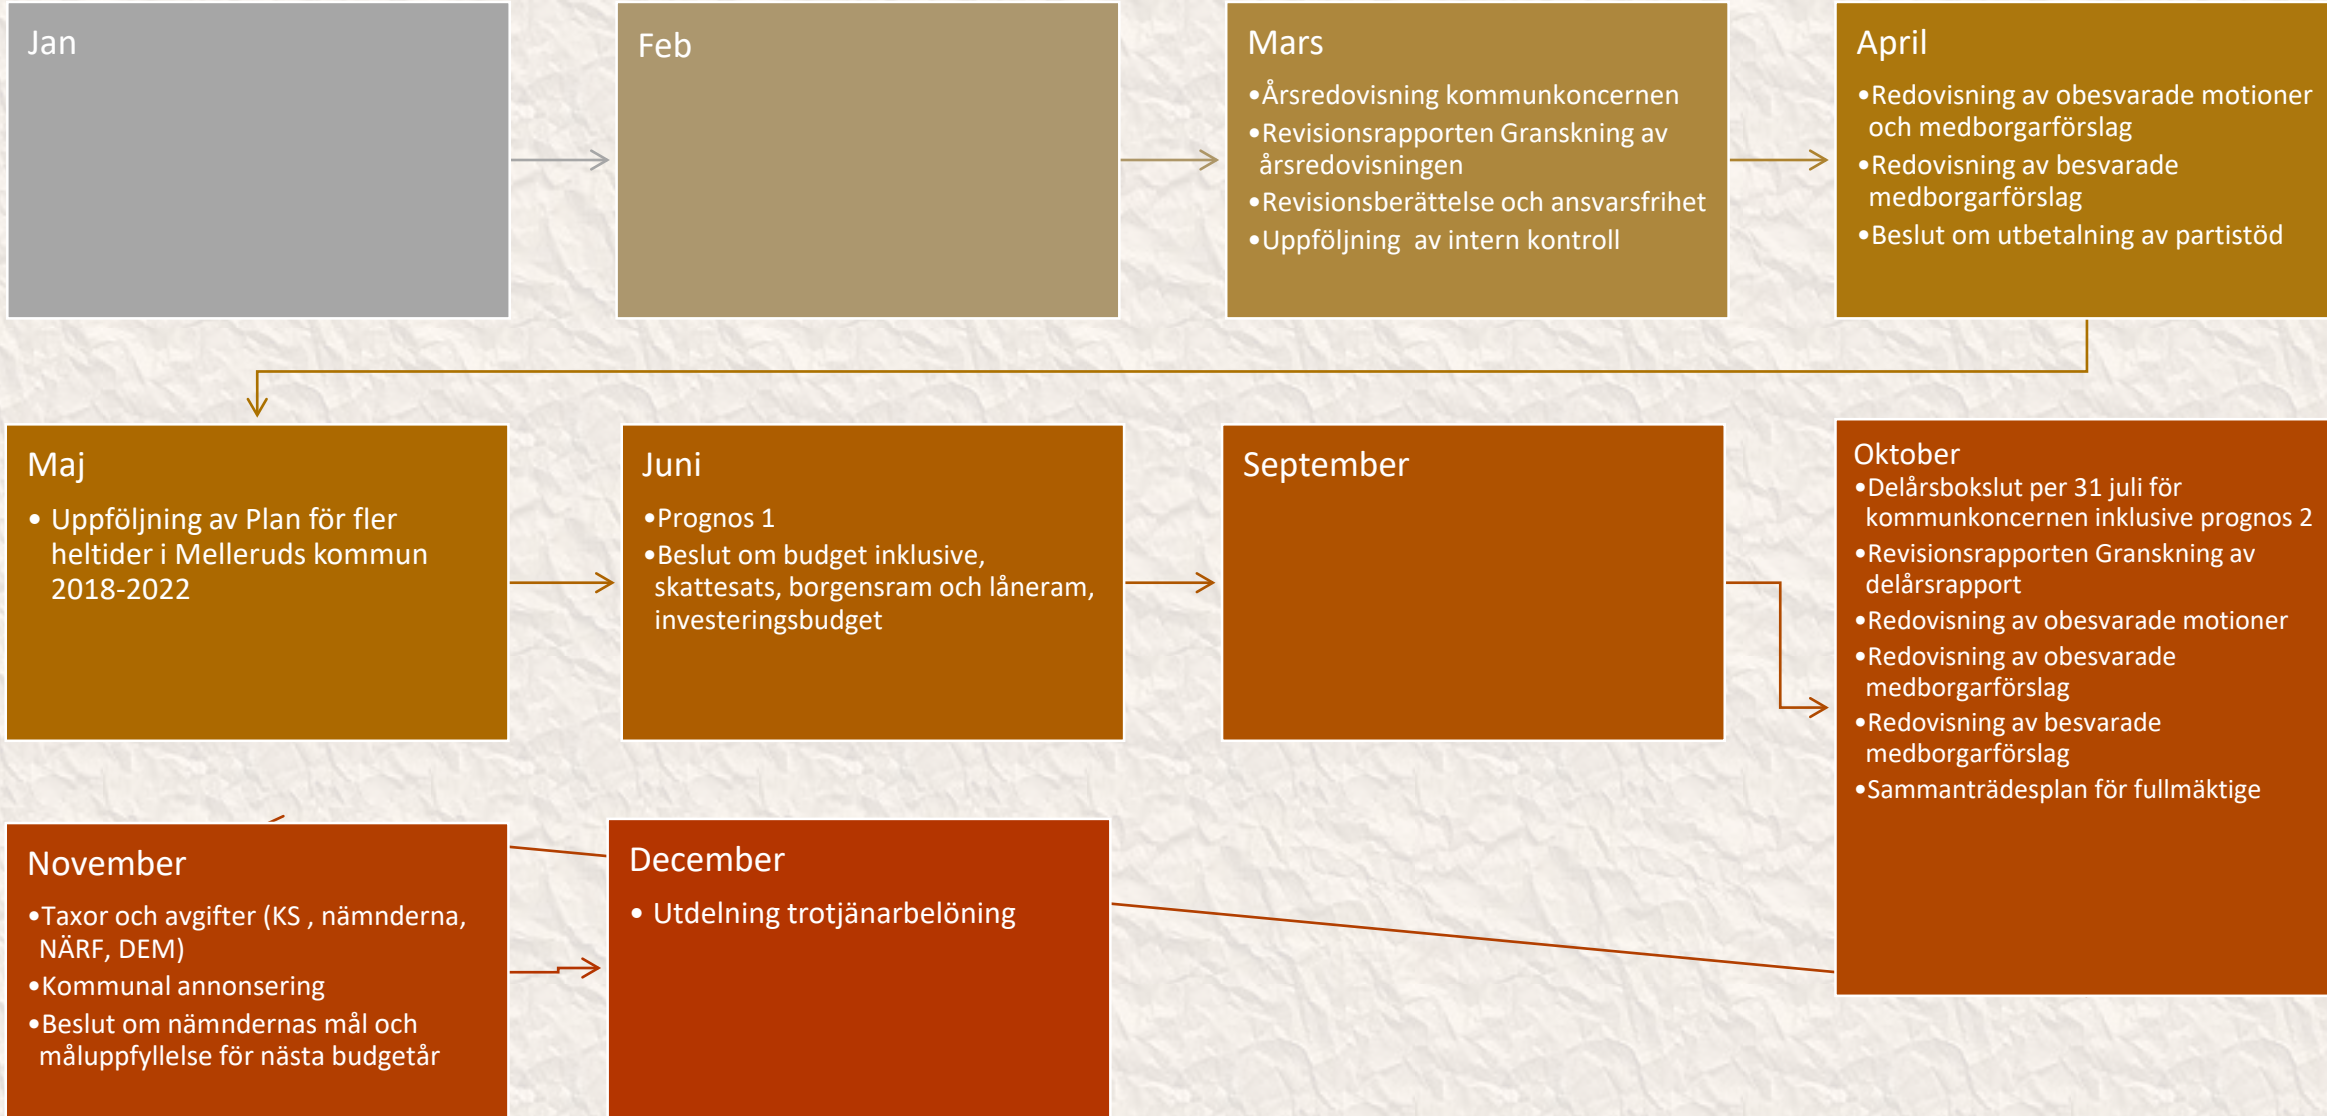 Jan
Feb
Mars
•Årsredovisning kommunkoncernen
•Revisionsrapporten Granskning av
årsredovisningen
•Revisionsberättelse och ansvarsfrihet
•Uppföljning  av intern kontroll
April
•Redovisning av obesvarade motioner
och medborgarförslag
•Redovisning av besvarade
medborgarförslag
•Beslut om utbetalning av partistöd
Maj
• Uppföljning av Plan för fler
heltider i Melleruds kommun
2018-2022
Juni
•Prognos 1
•Beslut om budget inklusive,
skattesats, borgensram och låneram,
investeringsbudget
September
Oktober
•Delårsbokslut per 31 juli för
kommunkoncernen inklusive prognos 2
•Revisionsrapporten Granskning av
delårsrapport
•Redovisning av obesvarade motioner
•Redovisning av obesvarade
medborgarförslag
•Redovisning av besvarade
medborgarförslag
•Sammanträdesplan för fullmäktige
November
•Taxor och avgifter (KS , nämnderna,
NÄRF, DEM)
•Kommunal annonsering
•Beslut om nämndernas mål och
måluppfyllelse för nästa budgetår
December
• Utdelning trotjänarbelöning